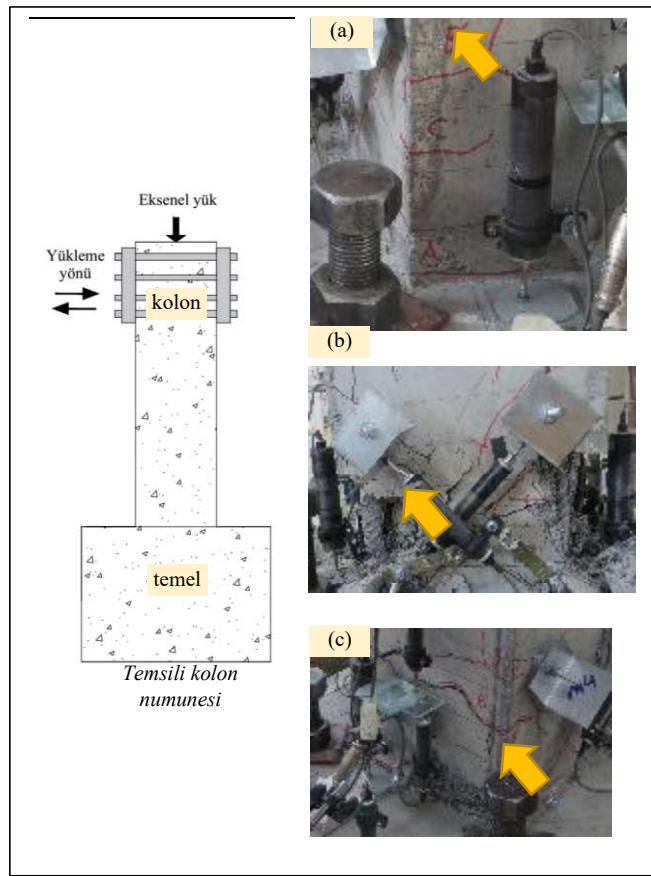 Eksenel yük
Yükleme
yönü
kolon
temel
Temsili kolon
numunesi
(a)
C
A
(b)
(c)